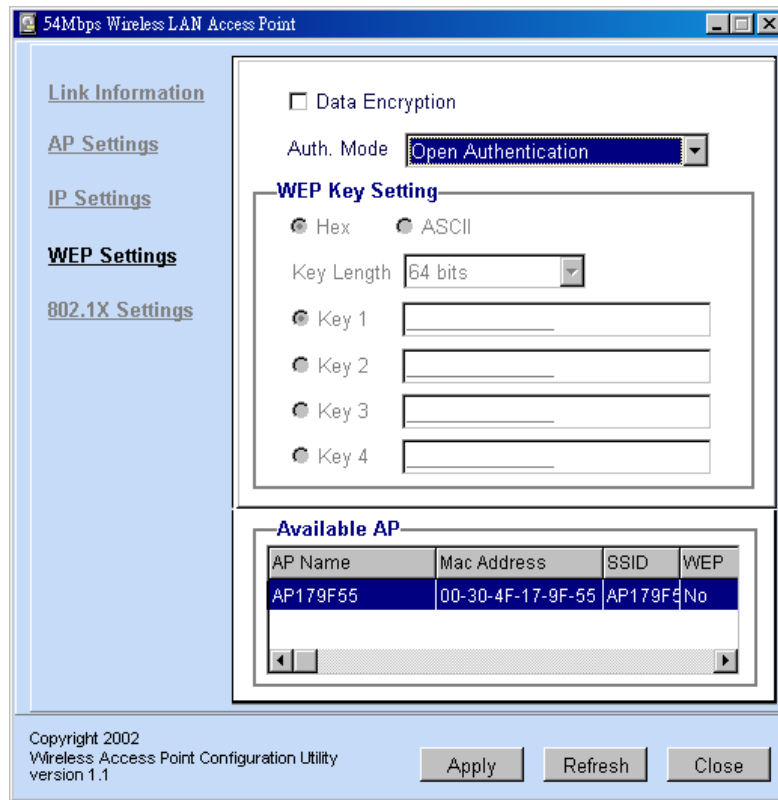 54Mbps Wireless LAN Access Point
Link Information
AP Settings
IP Settings
WEP Settings
802.1X Settings
Data Encryption
Auth. Mode Open Authentication
WEP Key Setting
Hex ASCII
Key Length 64 bits
Key 1
Key 2
Key 3
Key 4
Available AP
AP Name Mac Address SSID WEP
AP179F55 00-30-4F-17-9F-55 AP179F5 No
Copyright 2002
Wireless Access Point Configuration Utility
version 1.1
Apply Refresh Close